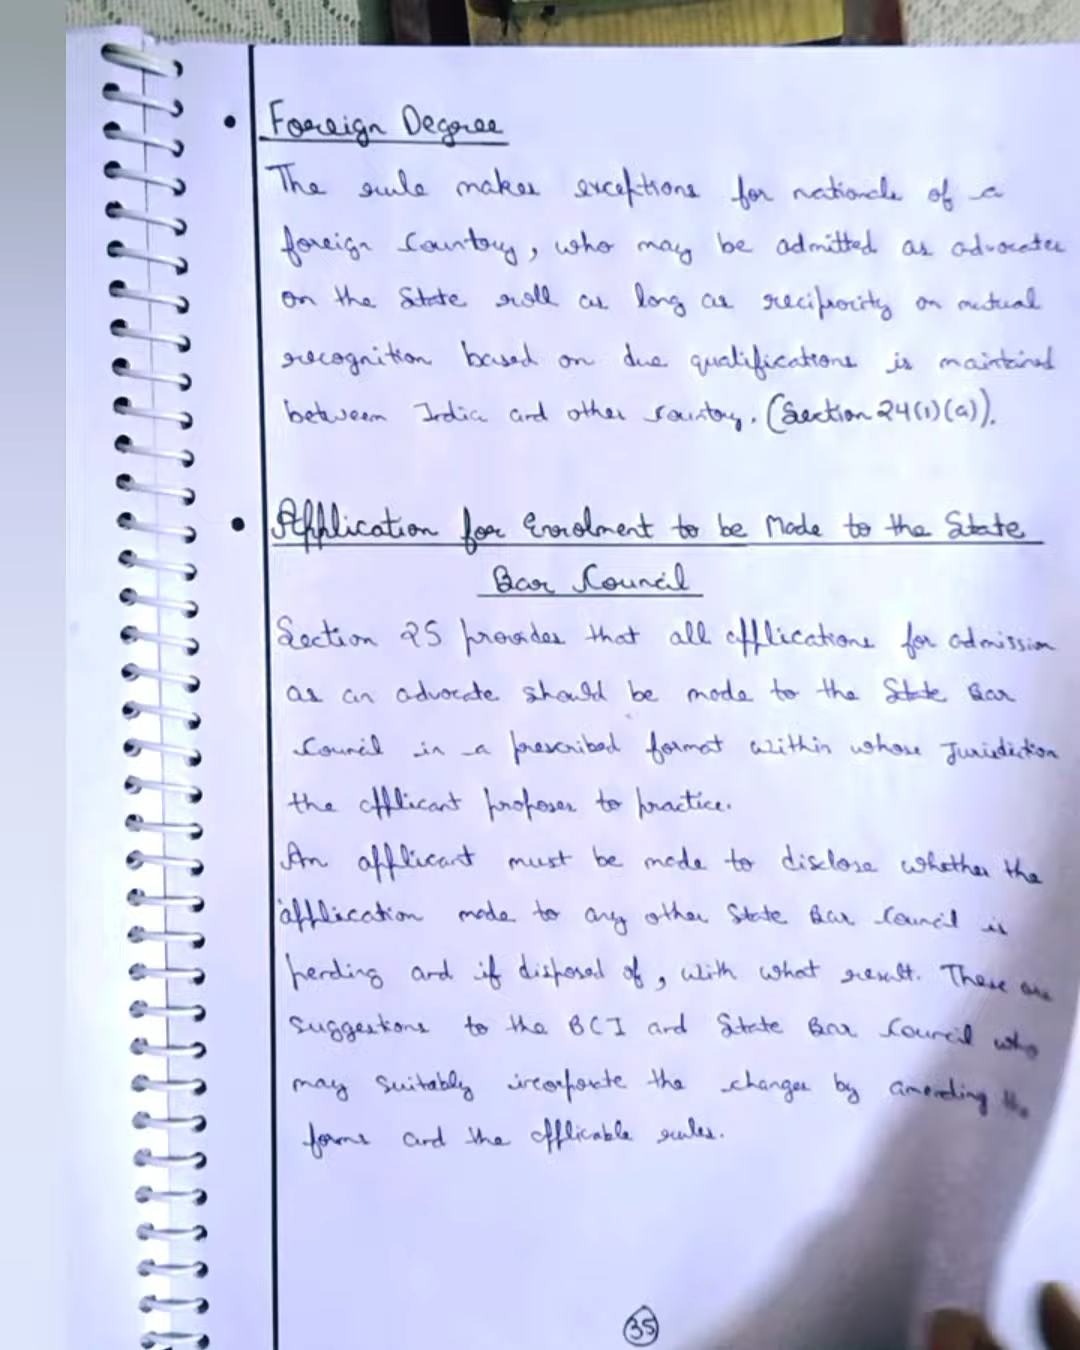 • Foreign Degree
The rule makes exceptions for nationals of a
foreign country, who may be admitted as advocates
on the State roll as long as reciprocity on mutual
recognition based on due qualifications is maintained
between India and other country. (Section 24(1)(a)).
• Application for Enrolment to be Made to the State
Bar Council
Section 25 provides that all applications for admission
as an advocate should be made to the State Bar
Council in a prescribed format within whose Jurisdiction
the applicant proposes to practice.
An applicant must be made to disclose whether the
application made to any other State Bar Council is
pending and if disposed of, with what result. These are
suggestions to the BCI and State Bar Council who
may suitably incorporate the changes by amending the
forms and the applicable rules.
35